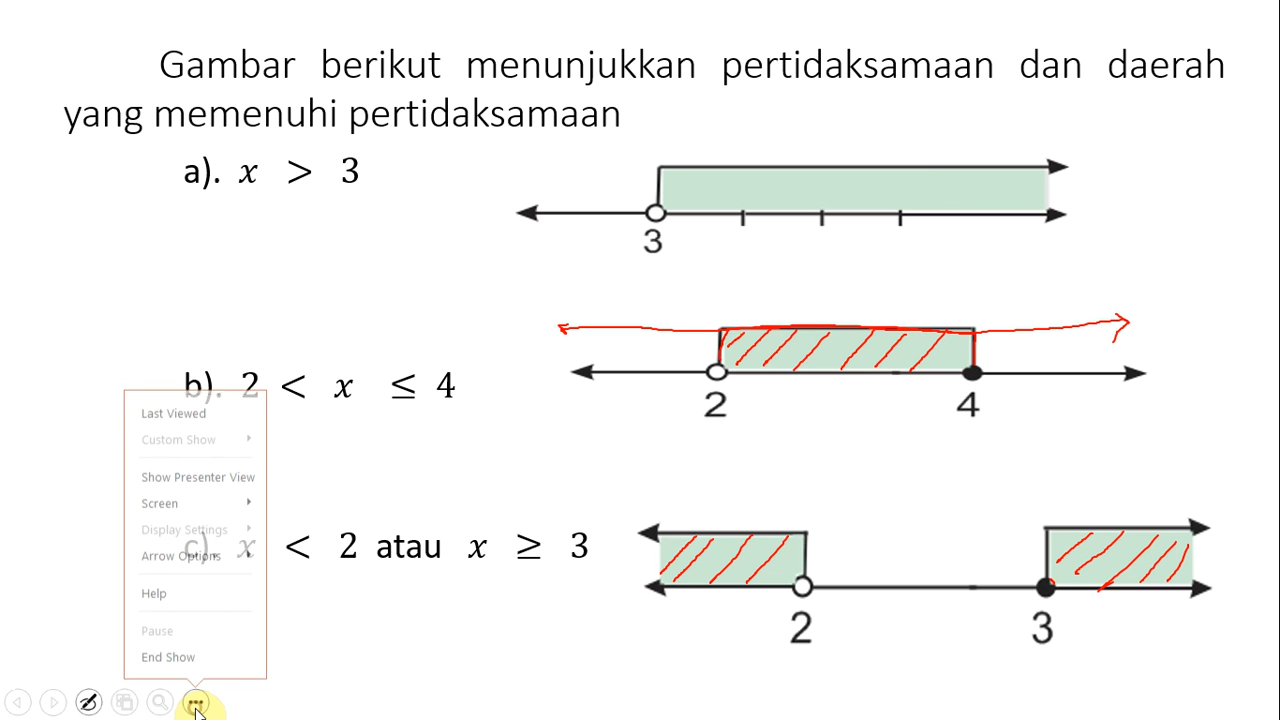 Gambar berikut menunjukkan pertidaksamaan dan daerah
yang memenuhi pertidaksamaan
a). x > 3
3
b). 2 < x ≤ 4
2 4
c). x < 2 atau x ≥ 3
2 3
Last Viewed
Custom Show
Show Presenter View
Screen
Display Settings
Arrow Options
Help
Pause
End Show